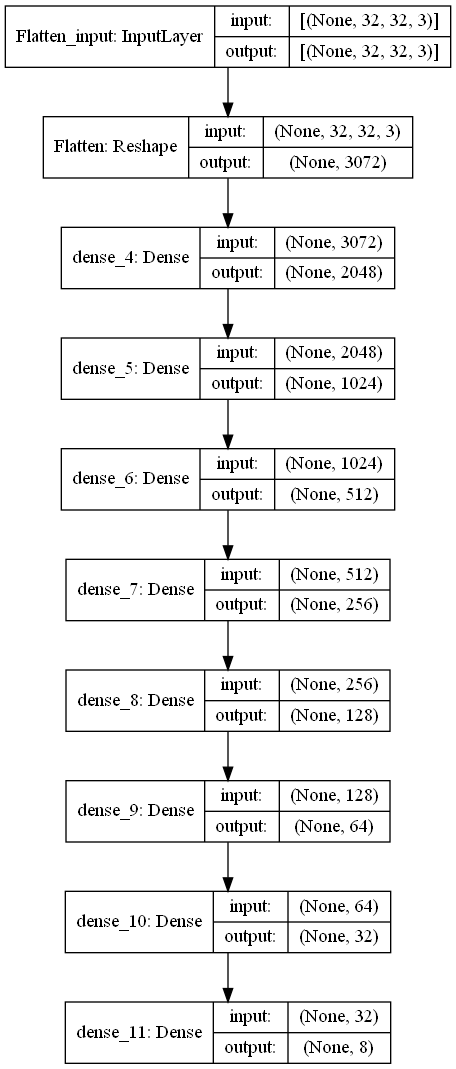 Flatten_input: InputLayer
input:
[(None, 32, 32, 3)]
output:
[(None, 32, 32, 3)]
Flatten: Reshape
input:
(None, 32, 32, 3)
output:
(None, 3072)
dense_4: Dense
input:
(None, 3072)
output:
(None, 2048)
dense_5: Dense
input:
(None, 2048)
output:
(None, 1024)
dense_6: Dense
input:
(None, 1024)
output:
(None, 512)
dense_7: Dense
input:
(None, 512)
output:
(None, 256)
dense_8: Dense
input:
(None, 256)
output:
(None, 128)
dense_9: Dense
input:
(None, 128)
output:
(None, 64)
dense_10: Dense
input:
(None, 64)
output:
(None, 32)
dense_11: Dense
input:
(None, 32)
output:
(None, 8)